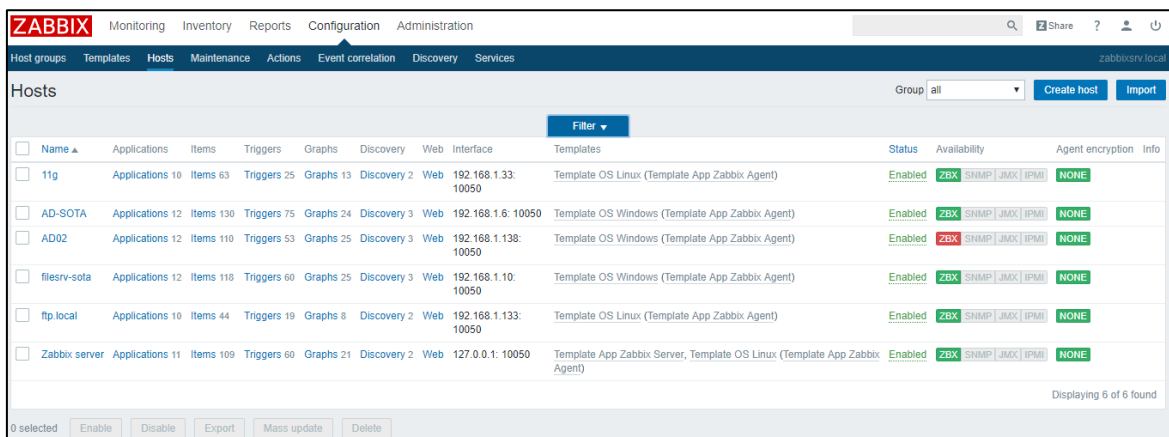 ZABBIX Monitoring Inventory Reports Configuration Administration Z Share ?
Host groups Templates Hosts Maintenance Actions Event correlation Discovery Services zabbixsrv.local
Hosts Group all Create host Import
Filter
Name Applications Items Triggers Graphs Discovery Web Interface Templates Status Availability Agent encryption Info
11g Applications 10 Items 63 Triggers 25 Graphs 13 Discovery 2 Web 192.168.1.33: Template OS Linux (Template App Zabbix Agent) Enabled ZBX SNMP JMX IPMI NONE
10050
AD-SOTA Applications 12 Items 130 Triggers 75 Graphs 24 Discovery 3 Web 192.168.1.6: 10050 Template OS Windows (Template App Zabbix Agent) Enabled ZBX SNMP JMX IPMI NONE
AD02 Applications 12 Items 110 Triggers 53 Graphs 25 Discovery 3 Web 192.168.1.138: Template OS Windows (Template App Zabbix Agent) Enabled ZBX SNMP JMX IPMI NONE
10050
filesrv-sota Applications 12 Items 118 Triggers 60 Graphs 25 Discovery 3 Web 192.168.1.10: Template OS Windows (Template App Zabbix Agent) Enabled ZBX SNMP JMX IPMI NONE
10050
ftp.local Applications 10 Items 44 Triggers 19 Graphs 8 Discovery 2 Web 192.168.1.133: Template OS Linux (Template App Zabbix Agent) Enabled ZBX SNMP JMX IPMI NONE
10050
Zabbix server Applications 11 Items 109 Triggers 60 Graphs 21 Discovery 2 Web 127.0.0.1: 10050 Template App Zabbix Server, Template OS Linux (Template App Zabbix Enabled ZBX SNMP JMX IPMI NONE
Agent)
Displaying 6 of 6 found
0 selected Enable Disable Export Mass update Delete